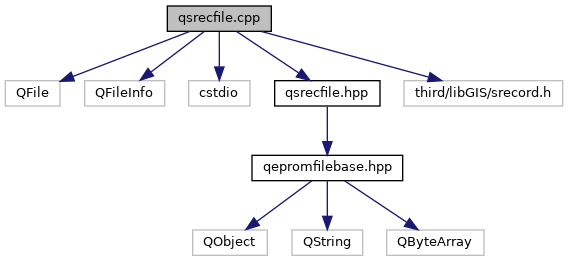 qsrecfile.cpp
QFile
QFileInfo
cstdio
qsrecfile.hpp
third/libGIS/srecord.h
qepromfilebase.hpp
QObject
QString
QByteArray